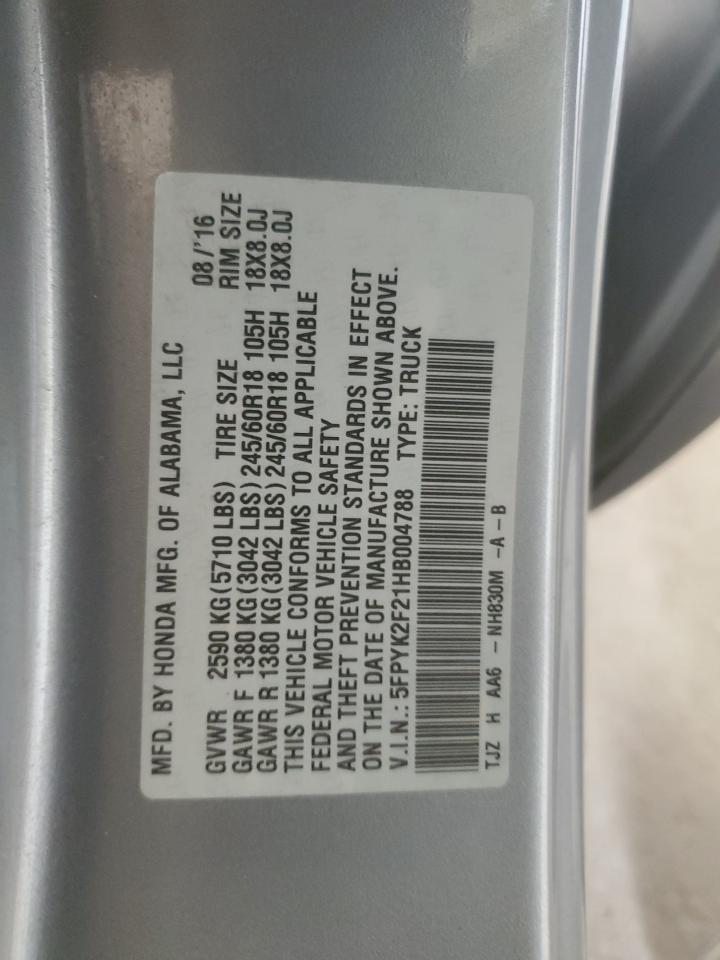 MFD. BY HONDA MFG. OF ALABAMA, LLC 08/'16
GVWR 2590 KG(5710 LBS) TIRE SIZE RIM SIZE
GAWR F 1380 KG(3042 LBS)245/60R18 105H 18X8.0J
GAWR R 1380 KG(3042 LBS)245/60R18 105H 18X8.0J
THIS VEHICLE CONFORMS TO ALL APPLICABLE
FEDERAL MOTOR VEHICLE SAFETY
AND THEFT PREVENTION STANDARDS IN EFFECT
ON THE DATE OF MANUFACTURE SHOWN ABOVE.
V.I.N.: 5FPYK2F21HB004788 TYPE: TRUCK
TJZ H AA6 - NH830M -A-B